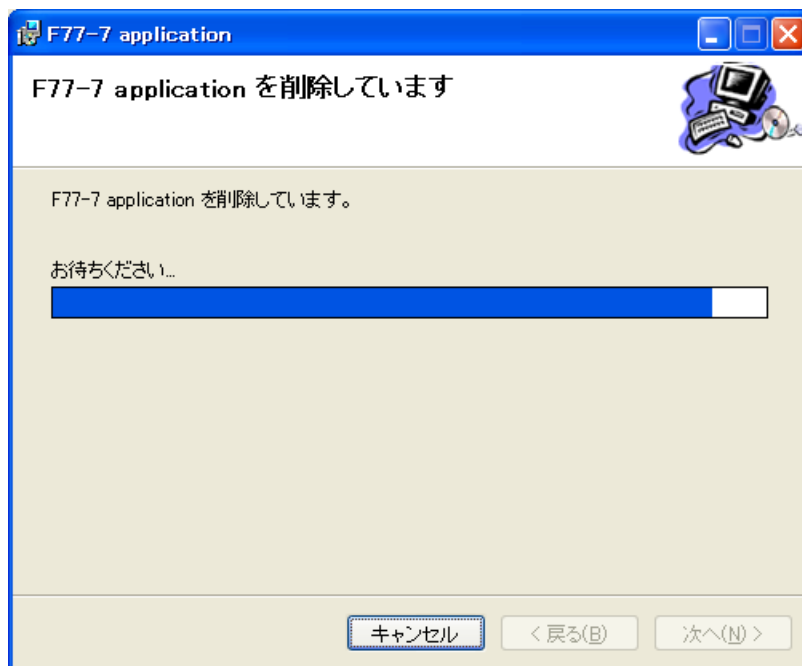 F77-7 application
F77-7 application を削除しています
F77-7 application を削除しています。
お待ちください...
キャンセル
< 戻る(B)
次へ(N) >